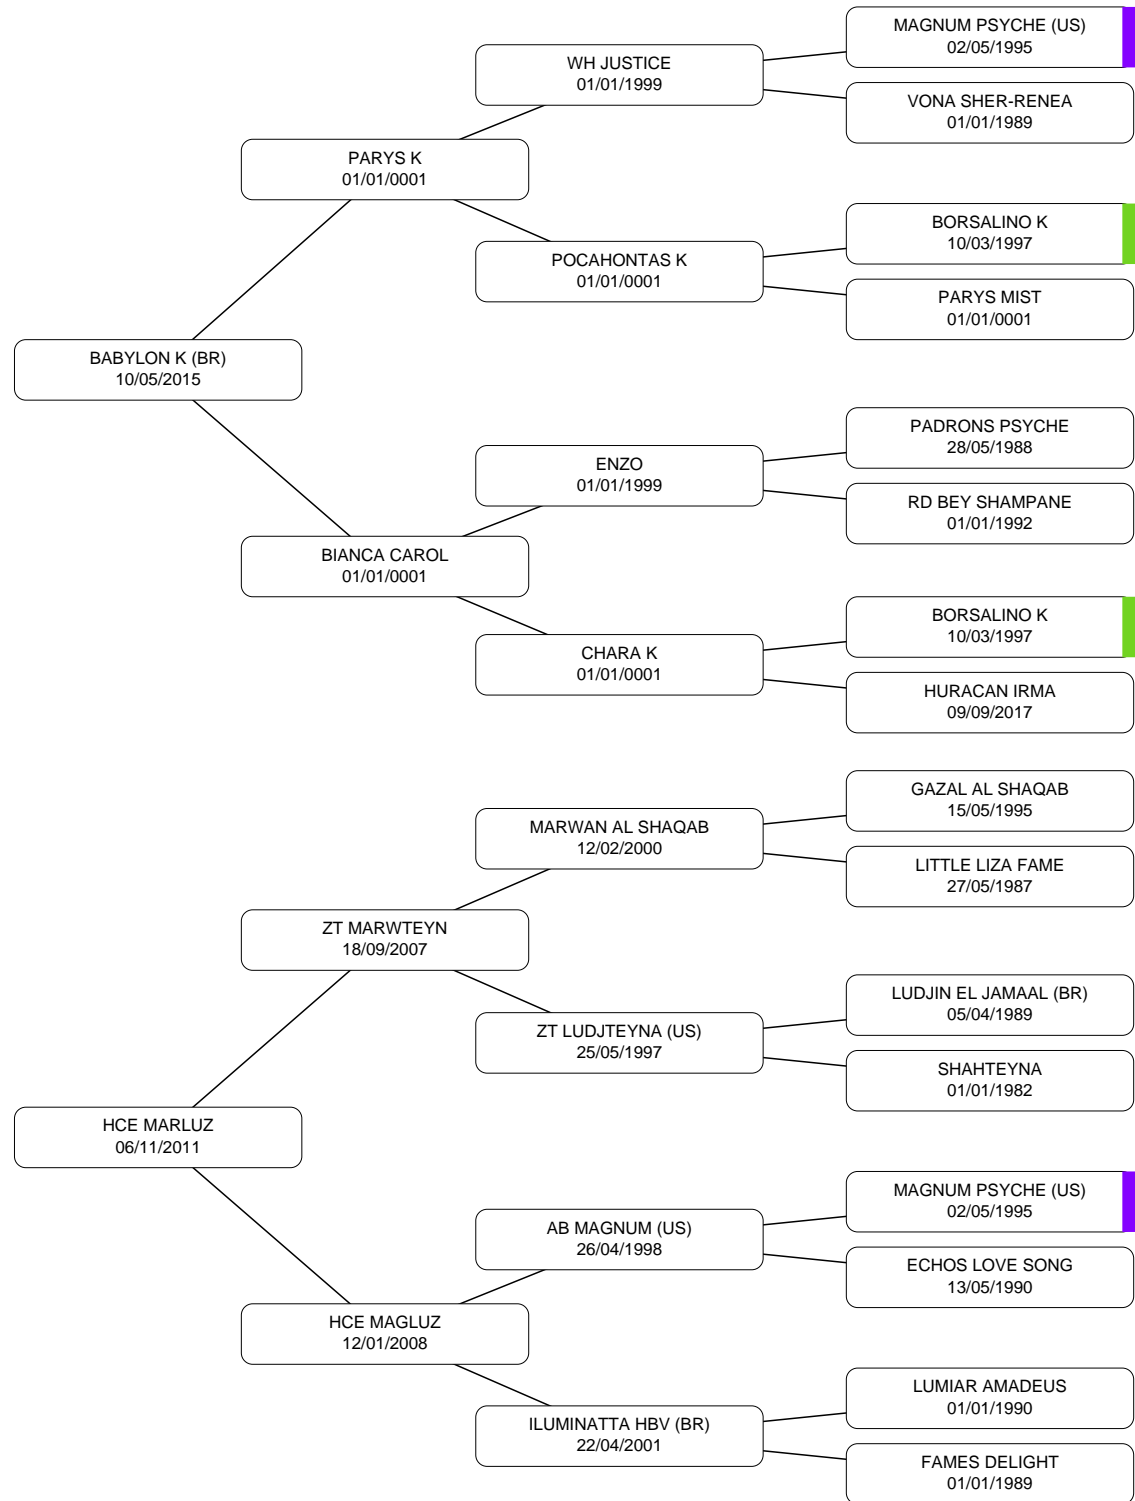 MAGNUM PSYCHE (US)
02/05/1995
WH JUSTICE
01/01/1999
VONA SHER-RENEA
01/01/1989
PARYS K
01/01/0001
BORSALINO K
10/03/1997
POCAHONTAS K
01/01/0001
PARYS MIST
01/01/0001
BABYLON K (BR)
10/05/2015
PADRONS PSYCHE
28/05/1988
ENZO
01/01/1999
RD BEY SHAMPANE
01/01/1992
BIANCA CAROL
01/01/0001
BORSALINO K
10/03/1997
CHARA K
01/01/0001
HURACAN IRMA
09/09/2017
GAZAL AL SHAQAB
15/05/1995
MARWAN AL SHAQAB
12/02/2000
LITTLE LIZA FAME
27/05/1987
ZT MARWTEYN
18/09/2007
LUDJIN EL JAMAAL (BR)
05/04/1989
ZT LUDJTEYNA (US)
25/05/1997
SHAHTEYNA
01/01/1982
HCE MARLUZ
06/11/2011
MAGNUM PSYCHE (US)
02/05/1995
AB MAGNUM (US)
26/04/1998
ECHOS LOVE SONG
13/05/1990
HCE MAGLUZ
12/01/2008
LUMIAR AMADEUS
01/01/1990
ILUMINATTA HBV (BR)
22/04/2001
FAMES DELIGHT
01/01/1989